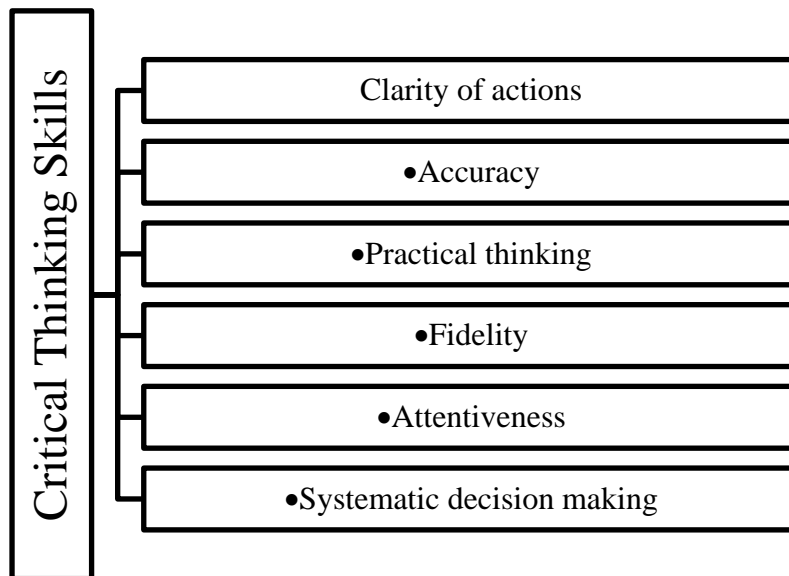 Critical Thinking Skills
Clarity of actions
•Accuracy
•Practical thinking
•Fidelity
•Attentiveness
•Systematic decision making